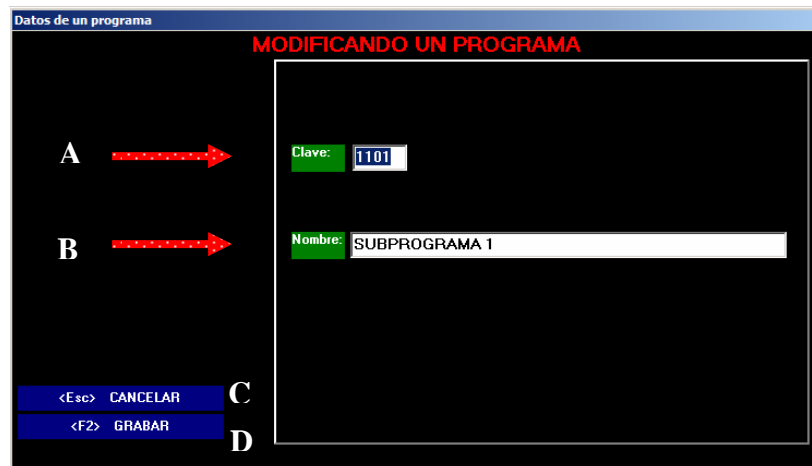 Datos de un programa
MODIFICANDO UN PROGRAMA
A
Clave: 1101
B
Nombre: SUBPROGRAMA 1
<Esc> CANCELAR C
<F2> GRABAR
D